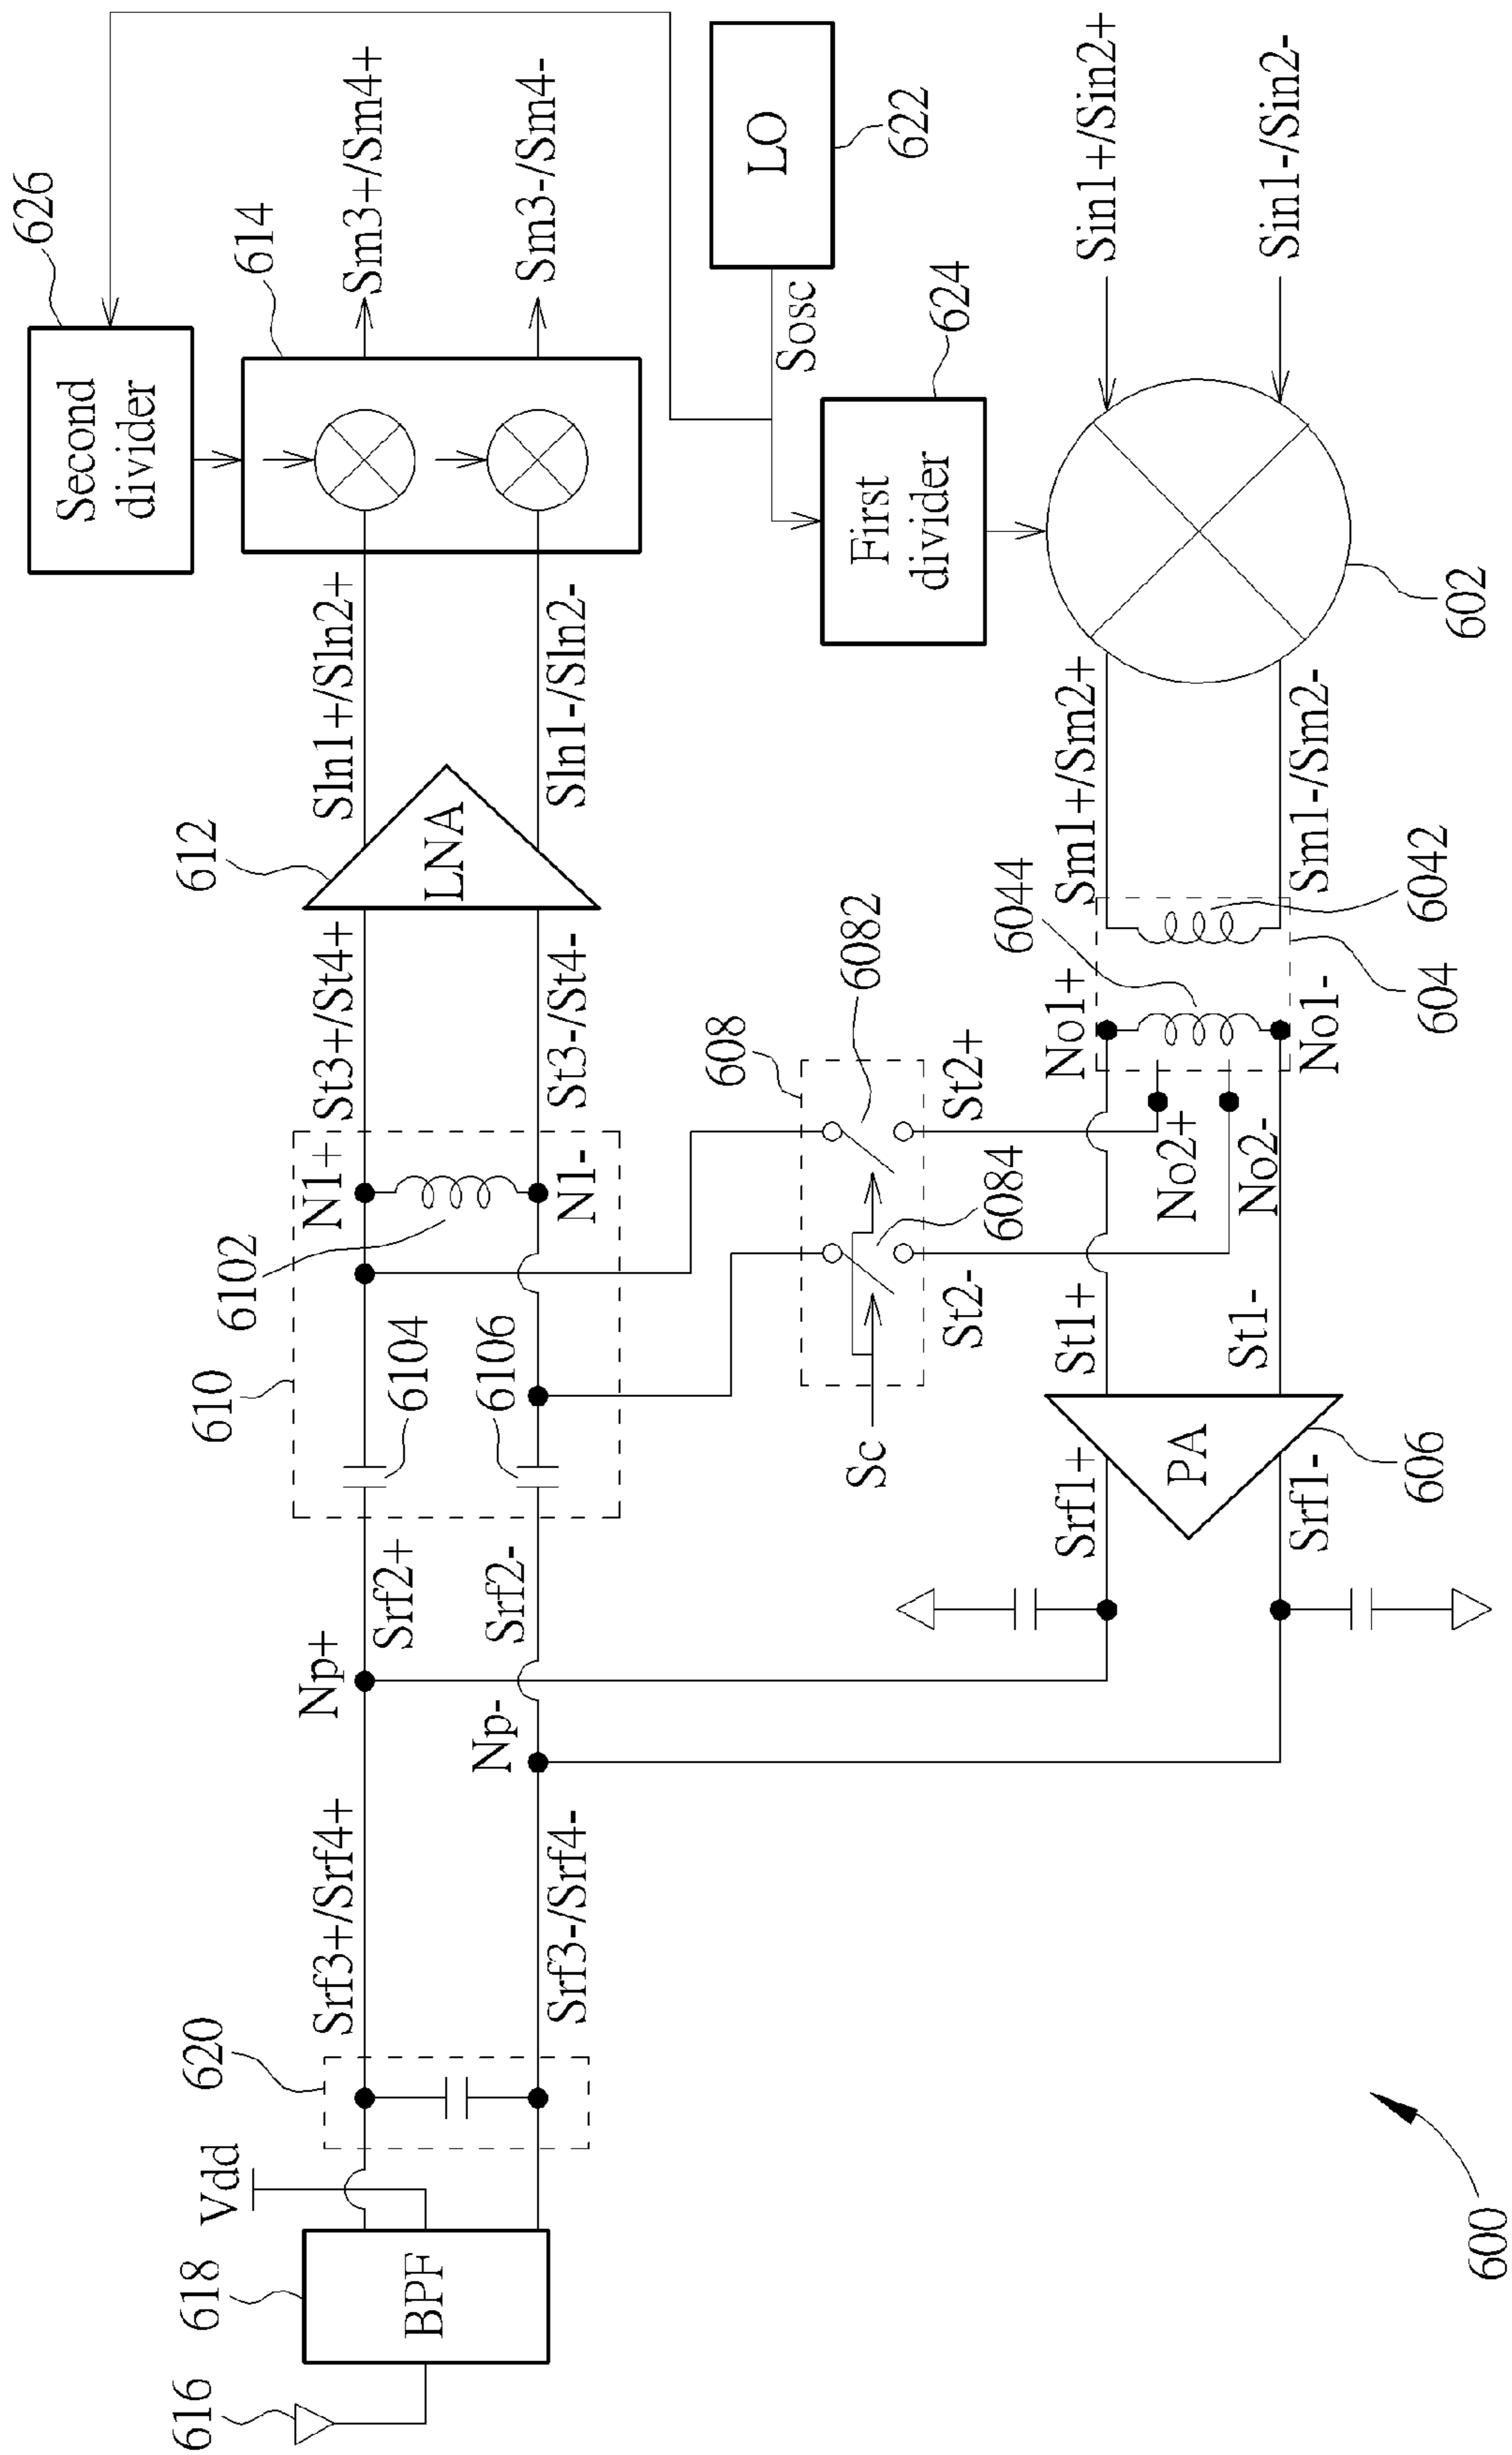 626
Second
divider
614
Sm3+/Sm4+
Sm3-/Sm4-
LO
622
Sosc
624
First
divider
Sin1+/Sin2+
Sin1-/Sin2-
602
Sln1+/Sln2+
Sln1-/Sln2-
612
LNA
St3+/St4+
St3-/St4-
Sm1+/Sm2+
Sm1-/Sm2-
6042
6044
604
No1+
No1-
No2+
No2-
608
6082
6084
St2+
St2-
Sc
N1+
N1-
6102
610
6104
6106
St1+
St1-
PA
606
Srf1+
Srf1-
Srf2+
Srf2-
Np+
Np-
Srf3+/Srf4+
Srf3-/Srf4-
620
Vdd
618
BPF
616
600